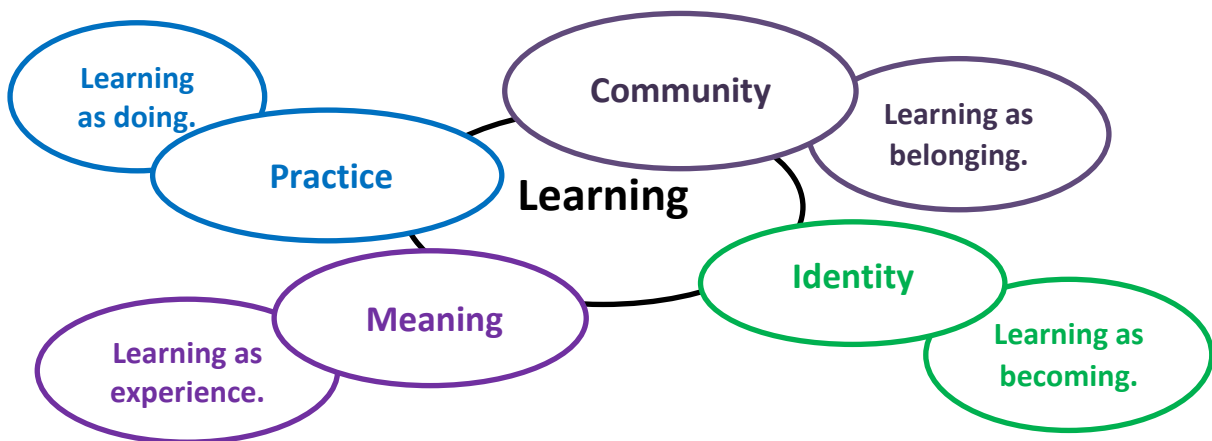 Learning
as doing.
Practice
Community
Learning as
belonging.
Learning
Meaning
Learning as
experience.
Identity
Learning as
becoming.